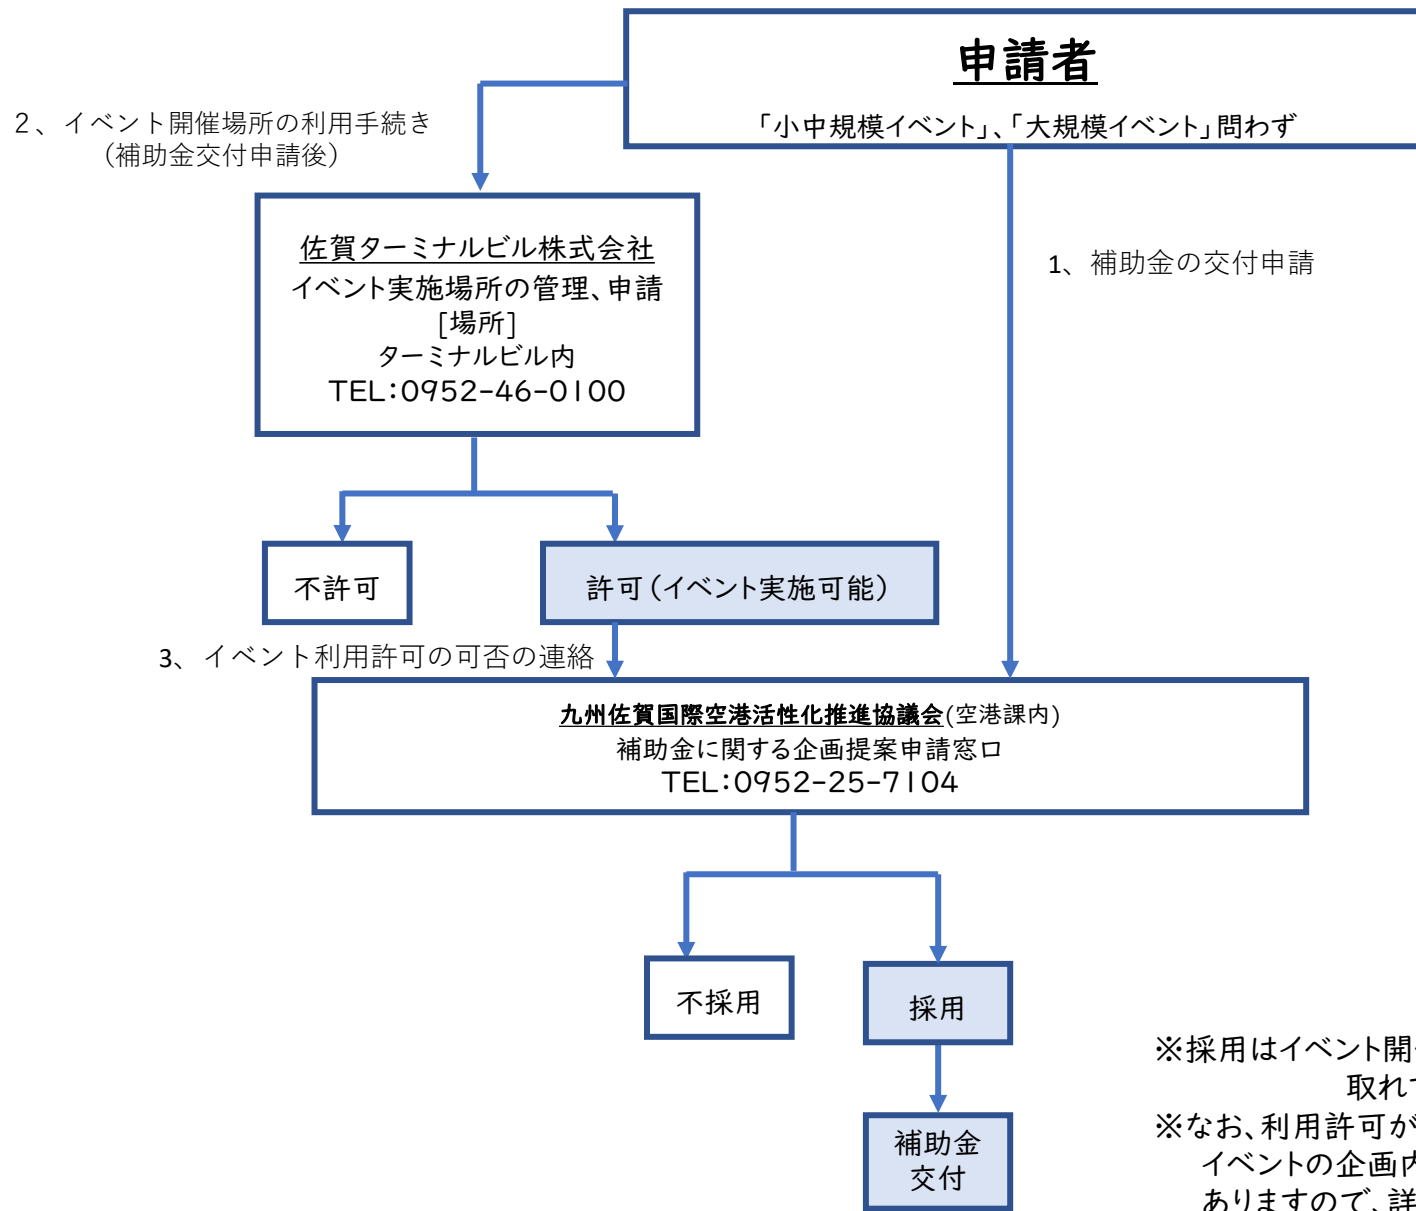 申請者
「小中規模イベント」、「大規模イベント」問わず
２、イベント開催場所の利用手続き
（補助金交付申請後）
佐賀ターミナルビル株式会社
イベント実施場所の管理、申請
[場所]
ターミナルビル内
TEL：0952-46-0100
1、補助金の交付申請
不許可
許可（イベント実施可能）
3、イベント利用許可の可否の連絡
九州佐賀国際空港活性化推進協議会(空港課内)
補助金に関する企画提案申請窓口
TEL：0952-25-7104
不採用
採用
補助金
交付
※採用はイベント開
取れ
※なお、利用許可が
イベントの企画内
ありますので、詳